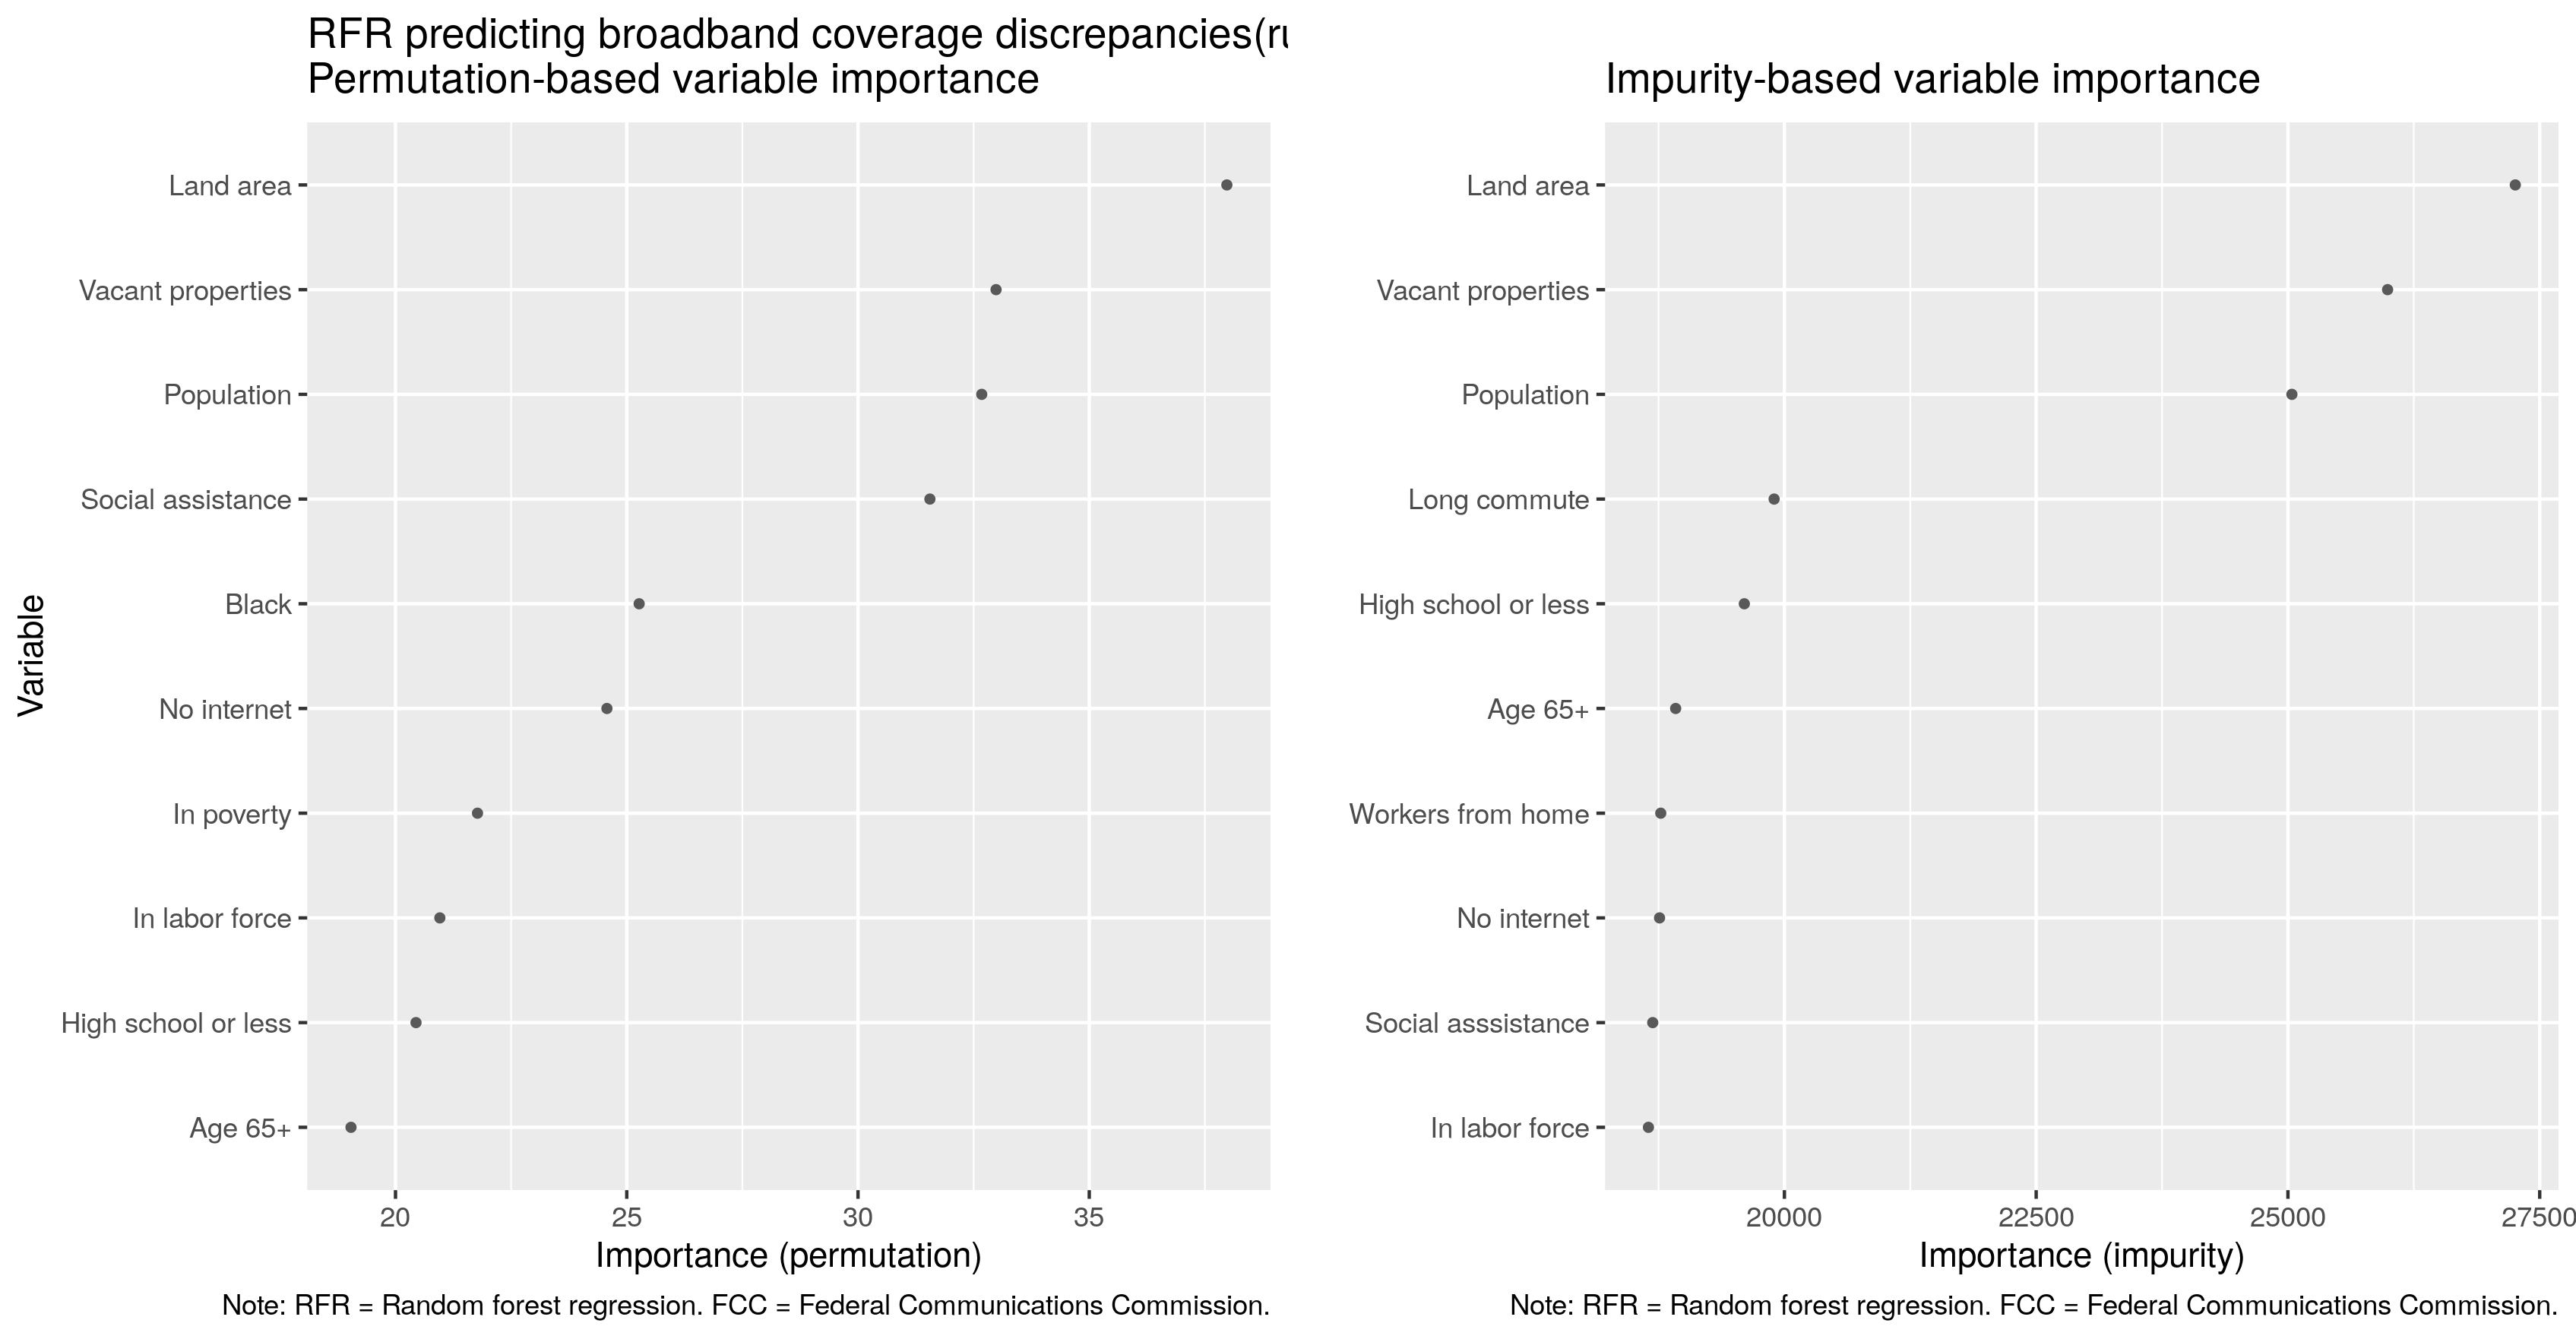 RFR predicting broadband coverage discrepancies(ru
Permutation-based variable importance
Variable
Land area
Vacant properties
Population
Social assistance
Black
No internet
In poverty
In labor force
High school or less
Age 65+
20 25 30 35
Importance (permutation)
Note: RFR = Random forest regression. FCC = Federal Communications Commission.
Impurity-based variable importance
Land area
Vacant properties
Population
Long commute
High school or less
Age 65+
Workers from home
No internet
Social asssistance
In labor force
20000 22500 25000 27500
Importance (impurity)
Note: RFR = Random forest regression. FCC = Federal Communications Commission.